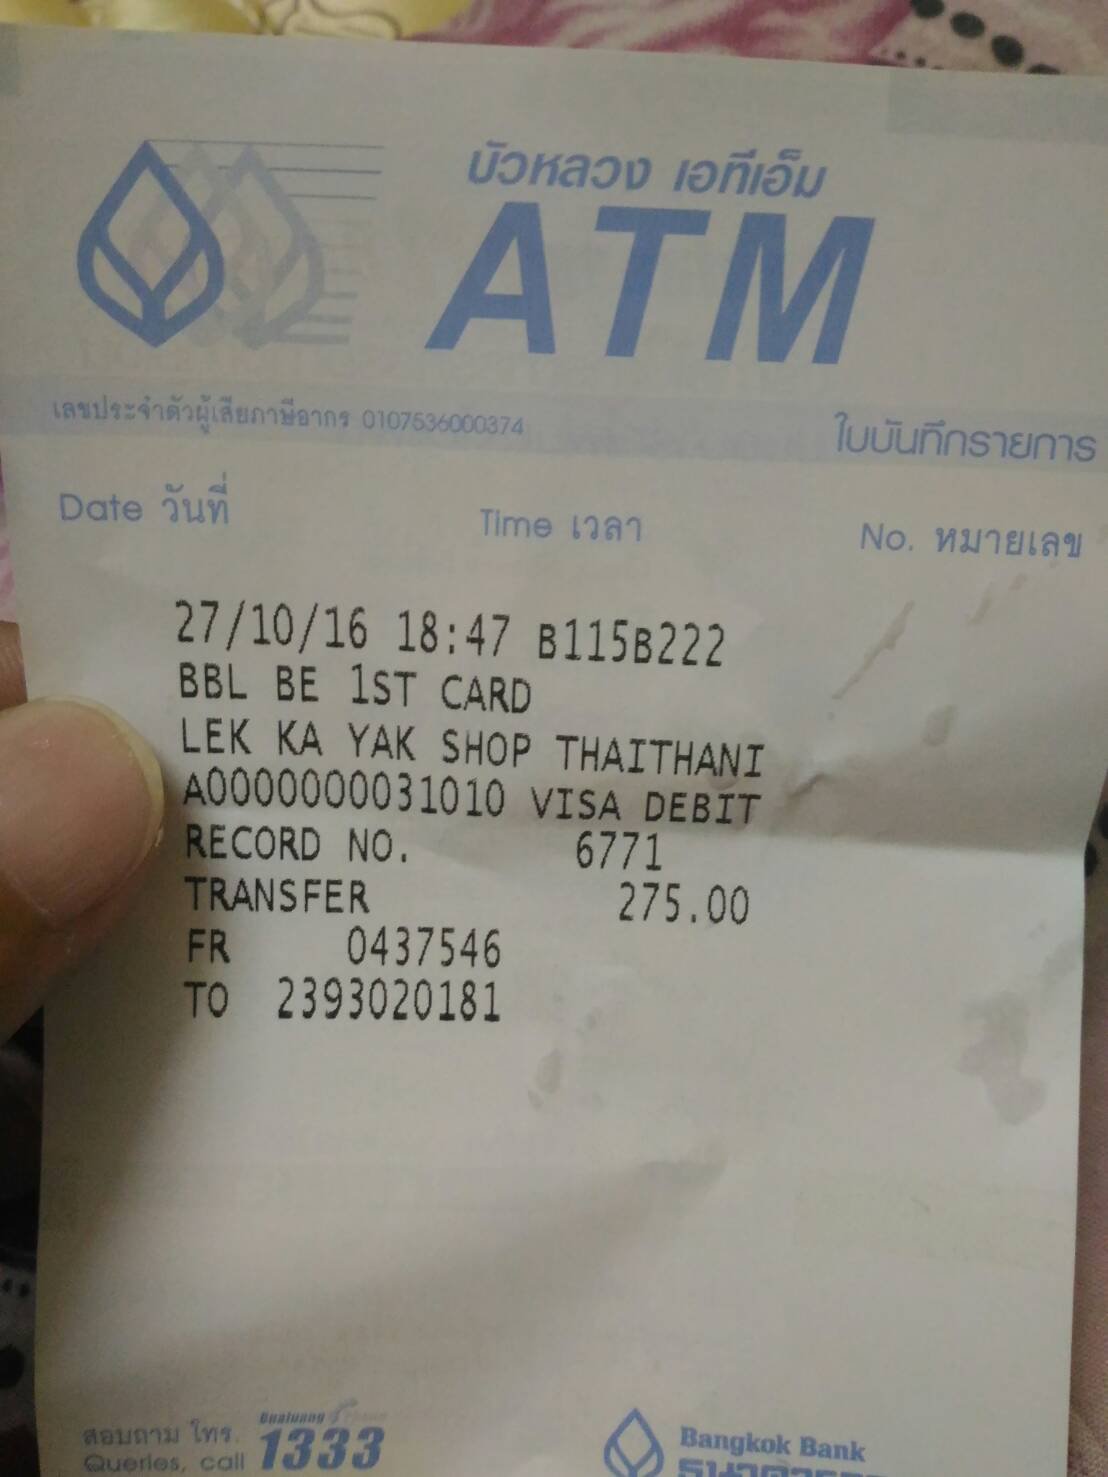 บัวหลวง เอทีเอ็ม
ATM
เลขประจำตัวผู้เสียภาษีอากร 0107536000374
ใบบันทึกรายการ
Date วันที่ Time เวลา No. หมายเลข
27/10/16 18:47 B115B222
BBL BE 1ST CARD
LEK KA YAK SHOP THAITHANI
A0000000031010 VISA DEBIT
RECORD NO. 6771
TRANSFER 275.00
FR 0437546
TO 2393020181
สอบถาม โทร.
Queries, call
Bualuang
1333
Bangkok Bank